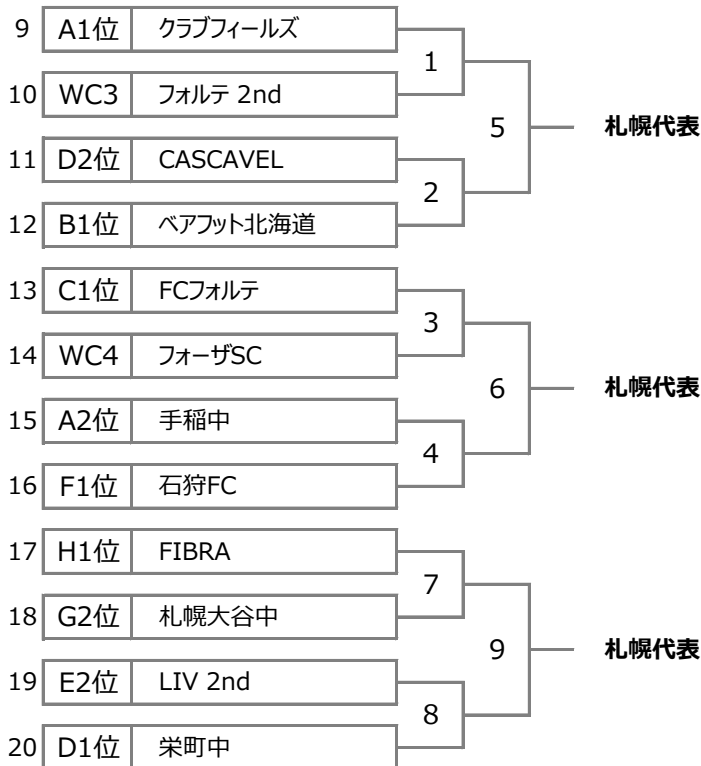 9 A1位 クラブフィールズ
1
10 WC3 フォルテ 2nd
5 札幌代表
11 D2位 CASCAVEL
2
12 B1位 ベアフット北海道
13 C1位 FCフォルテ
3
14 WC4 フォーザSC
6 札幌代表
15 A2位 手稲中
4
16 F1位 石狩FC
17 H1位 FIBRA
7
18 G2位 札幌大谷中
9 札幌代表
19 E2位 LIV 2nd
8
20 D1位 栄町中